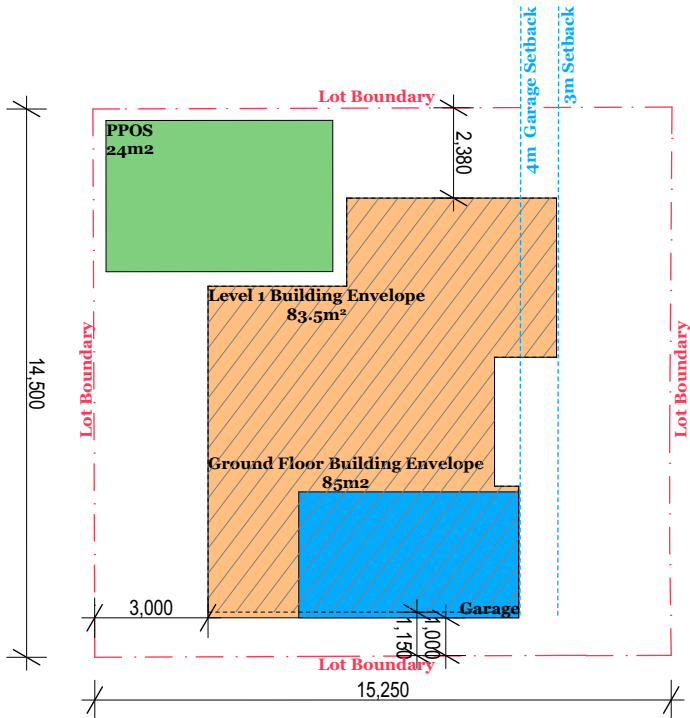 4m Garage Setback
3m Setback
Lot Boundary
PPOS
24m2
2,380
Level 1 Building Envelope
83.5m²
Lot Boundary
Lot Boundary
14,500
Ground Floor Building Envelope
85m2
3,000
Garage
1,150
1,000
Lot Boundary
15,250